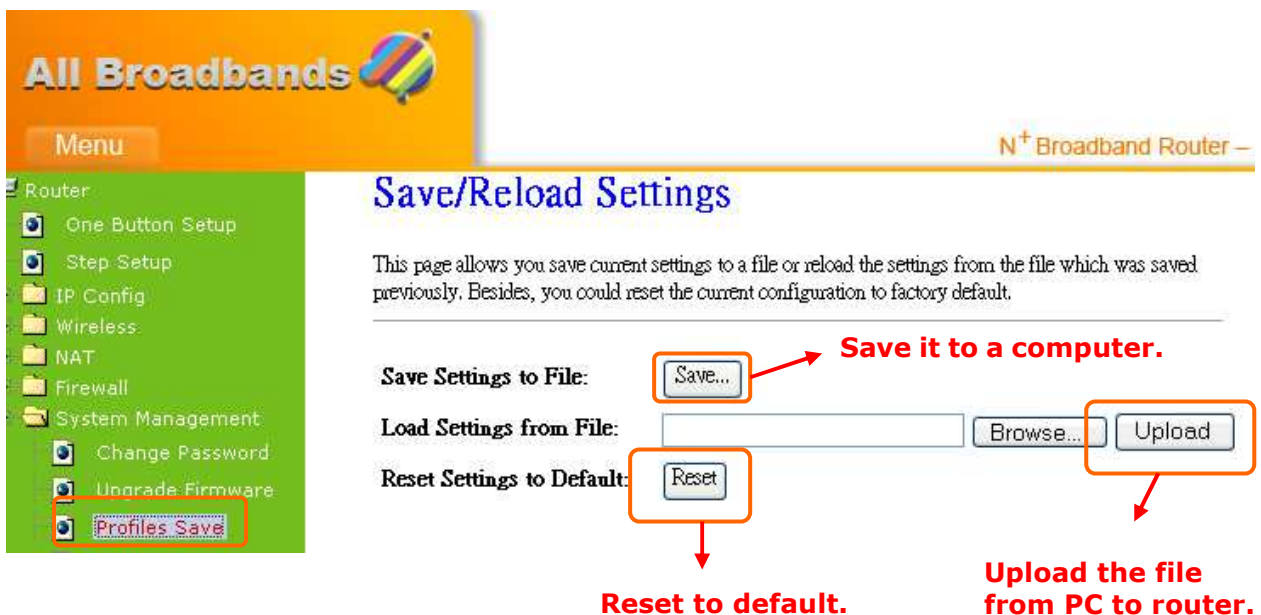 All Broadbands
Menu
N+ Broadband Router –
Router
One Button Setup
Step Setup
IP Config
Wireless
NAT
Firewall
System Management
Change Password
Upgrade Firmware
Profiles Save
Save/Reload Settings
This page allows you save current settings to a file or reload the settings from the file which was saved
previously. Besides, you could reset the current configuration to factory default.
Save Settings to File:
Save...
Save it to a computer.
Load Settings from File:
Browse...
Upload
Reset Settings to Default:
Reset
Reset to default.
Upload the file
from PC to router.